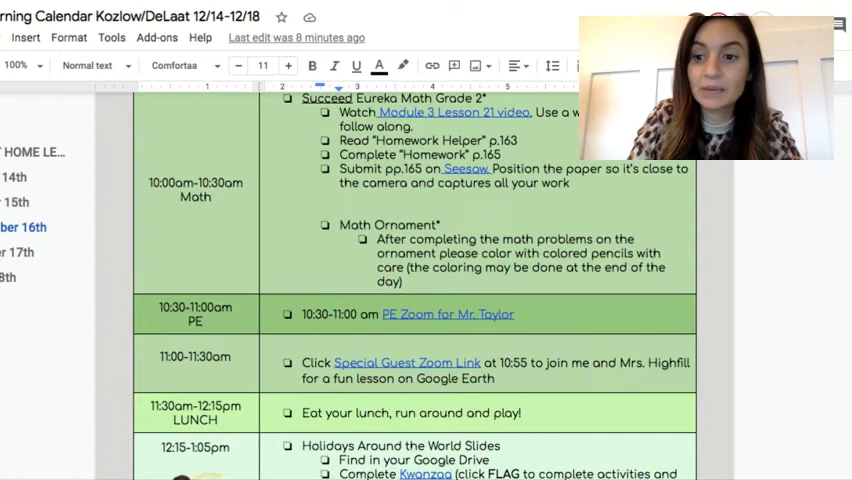 rning Calendar Kozlow/DeLaat 12/14-12/18
Insert Format Tools Add-ons Help Last edit was 8 minutes ago
100% Normal text Comfortaa 11 B I U A
1 2 3
T HOME LE...
14th
15th
ber 16th
r 17th
8th
Succeed Eureka Math Grade 2*
Watch Module 3 Lesson 21 video. Use a
follow along.
Read "Homework Helper" p.163
Complete "Homework" p.165
Submit pp.165 on Seesaw. Position the paper so it's close to
the camera and captures all your work
10:00am-10:30am
Math
Math Ornament*
After completing the math problems on the
ornament please color with colored pencils with
care (the coloring may be done at the end of the
day)
10:30-11:00am
PE
10:30-11:00 am PE Zoom for Mr. Taylor
11:00-11:30am
Click Special Guest Zoom Link at 10:55 to join me and Mrs. Highfill
for a fun lesson on Google Earth
11:30am-12:15pm
LUNCH
Eat your lunch, run around and play!
12:15-1:05pm
Holidays Around the World Slides
Find in your Google Drive
Complete Kwanzaa (click FLAG to complete activities and